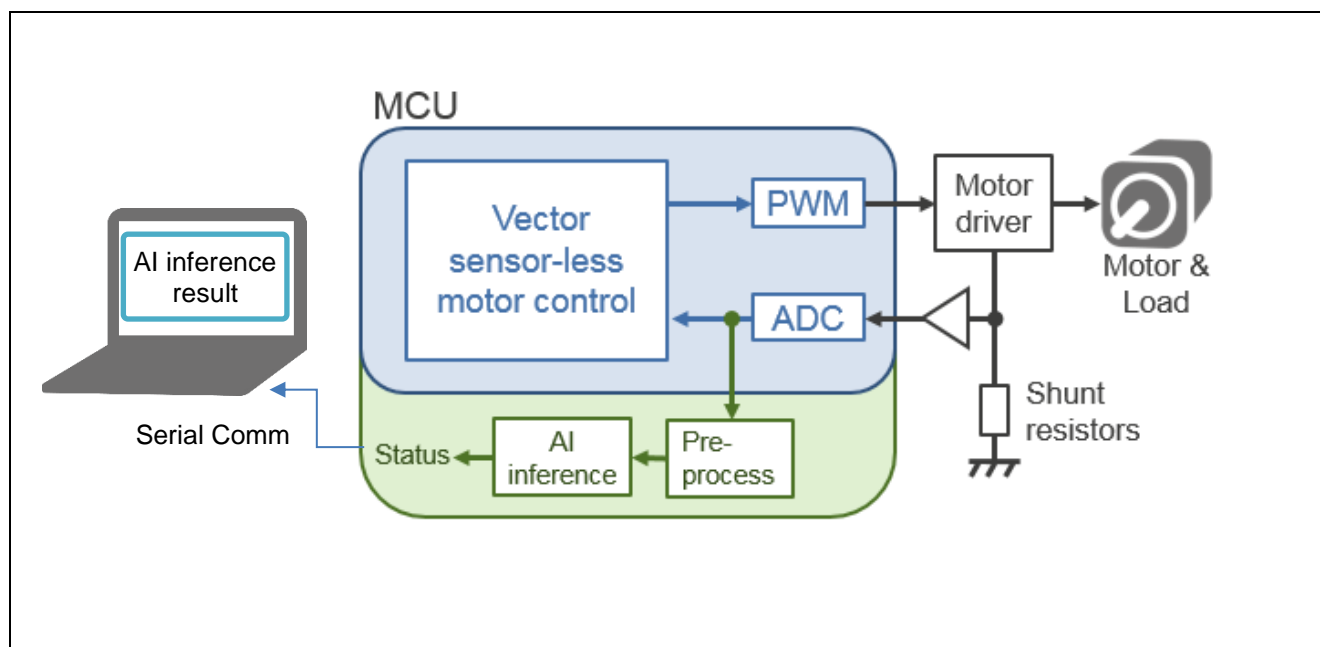 MCU
Vector
sensor-less
motor control
PWM
Motor
driver
Motor &
Load
ADC
AI inference
result
Serial Comm
Status
AI
inference
Pre-
process
Shunt
resistors